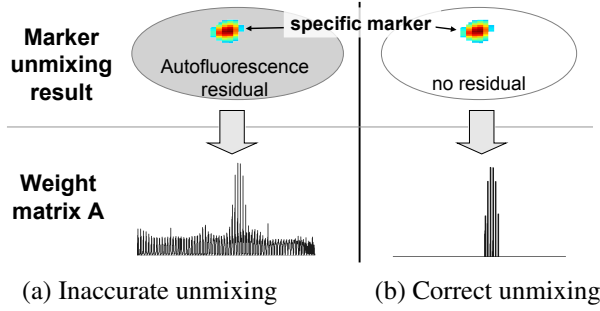 Marker
unmixing
result
specific marker
Autofluorescence
residual
no residual
Weight
matrix A
(a) Inaccurate unmixing
(b) Correct unmixing